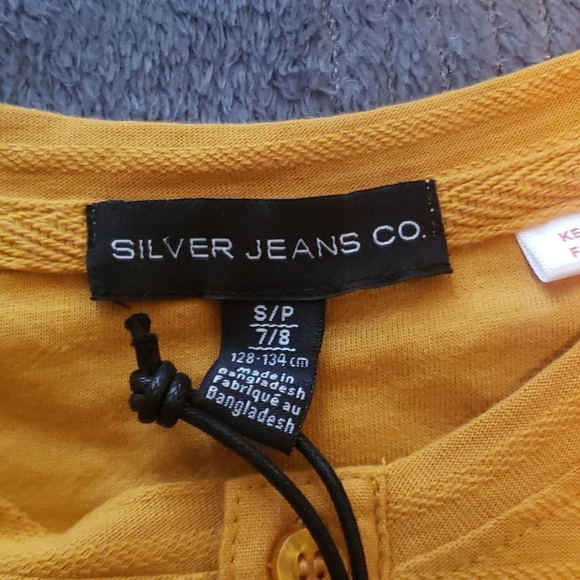 SILVER JEANS CO.
S/P
7/8
128-134 cm
Made in
Bangladesh
Fabriqué au
Bangladesh